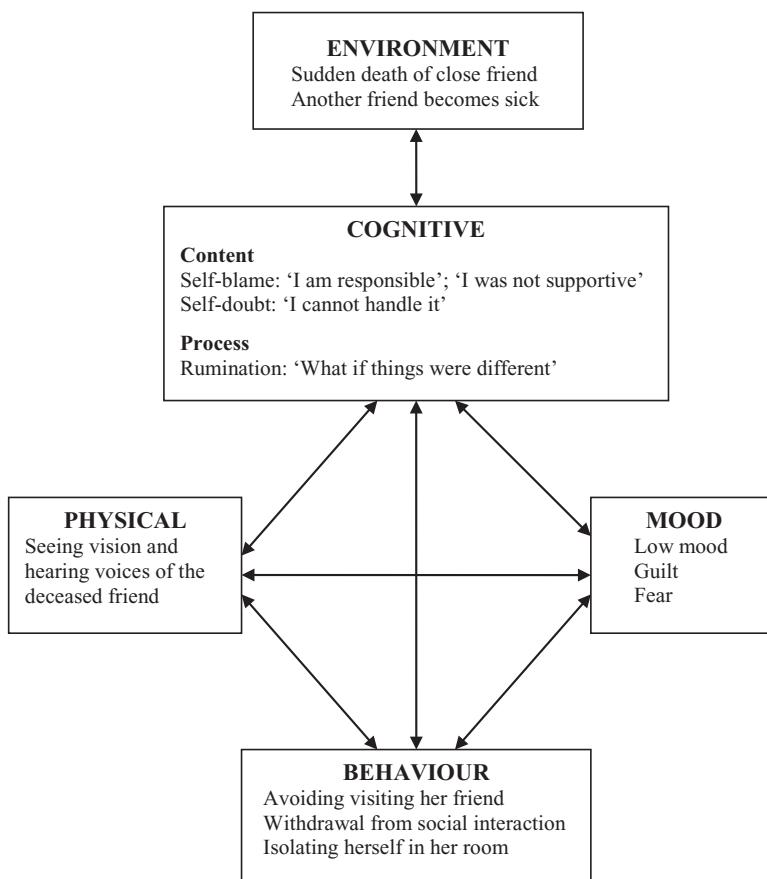 ENVIRONMENT
Sudden death of close friend
Another friend becomes sick
COGNITIVE
Content
Self-blame: ‘I am responsible’; ‘I was not supportive’
Self-doubt: ‘I cannot handle it’
Process
Rumination: ‘What if things were different’
PHYSICAL
Seeing vision and
hearing voices of the
deceased friend
MOOD
Low mood
Guilt
Fear
BEHAVIOUR
Avoiding visiting her friend
Withdrawal from social interaction
Isolating herself in her room